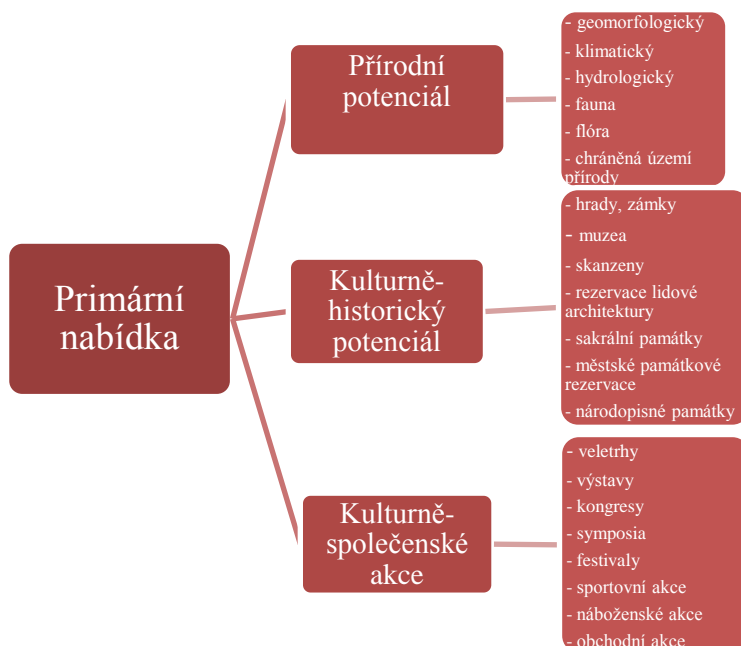 Primární
nabídka
Přírodní
potenciál
- geomorfologický
- klimatický
- hydrologický
- fauna
- flóra
- chráněná území
přírody
Kulturně-
historický
potenciál
- hrady, zámky
- muzea
- skanzeny
- rezervace lidové
architektury
- sakrální památky
- městské památkové
rezervace
- národopisné památky
Kulturně-
společenské
akce
- veletrhy
- výstavy
- kongresy
- symposia
- festivaly
- sportovní akce
- náboženské akce
- obchodní akce